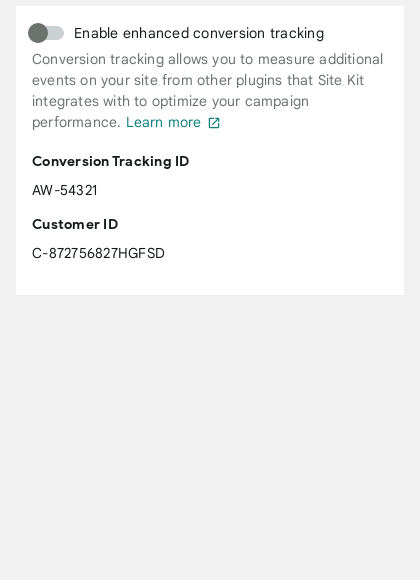 Enable enhanced conversion tracking
Conversion tracking allows you to measure additional
events on your site from other plugins that Site Kit
integrates with to optimize your campaign
performance. Learn more
Conversion Tracking ID
AW-54321
Customer ID
C-872756827HGFSD